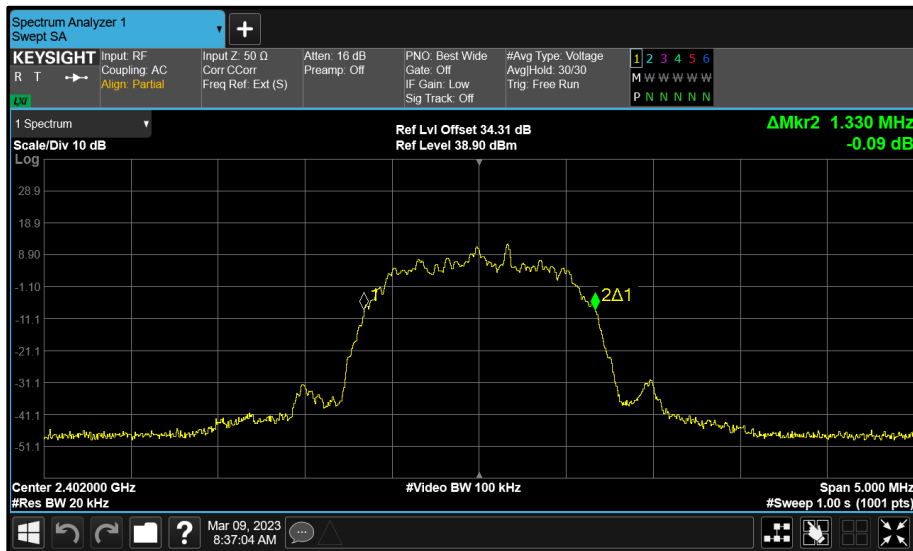 Spectrum Analyzer 1
Swept SA
KEYSIGHT
R T
LXI
Input: RF
Coupling: AC
Align: Partial
Input Z: 50 Ω
Corr CCorr
Freq Ref: Ext (S)
Atten: 16 dB
Preamp: Off
PNO: Best Wide
Gate: Off
IF Gain: Low
Sig Track: Off
#Avg Type: Voltage
Avg|Hold: 30/30
Trig: Free Run
1 2 3 4 5 6
M W W W W W
P N N N N N
1 Spectrum
Scale/Div 10 dB
Ref Lvl Offset 34.31 dB
Ref Level 38.90 dBm
ΔMkr2 1.330 MHz
-0.09 dB
Log
28.9
18.9
8.90
-1.10
-11.1
-21.1
-31.1
-41.1
-51.1
1
2Δ1
Center 2.402000 GHz
#Video BW 100 kHz
Span 5.000 MHz
#Res BW 20 kHz
#Sweep 1.00 s (1001 pts)
?
Mar 09, 2023
8:37:04 AM